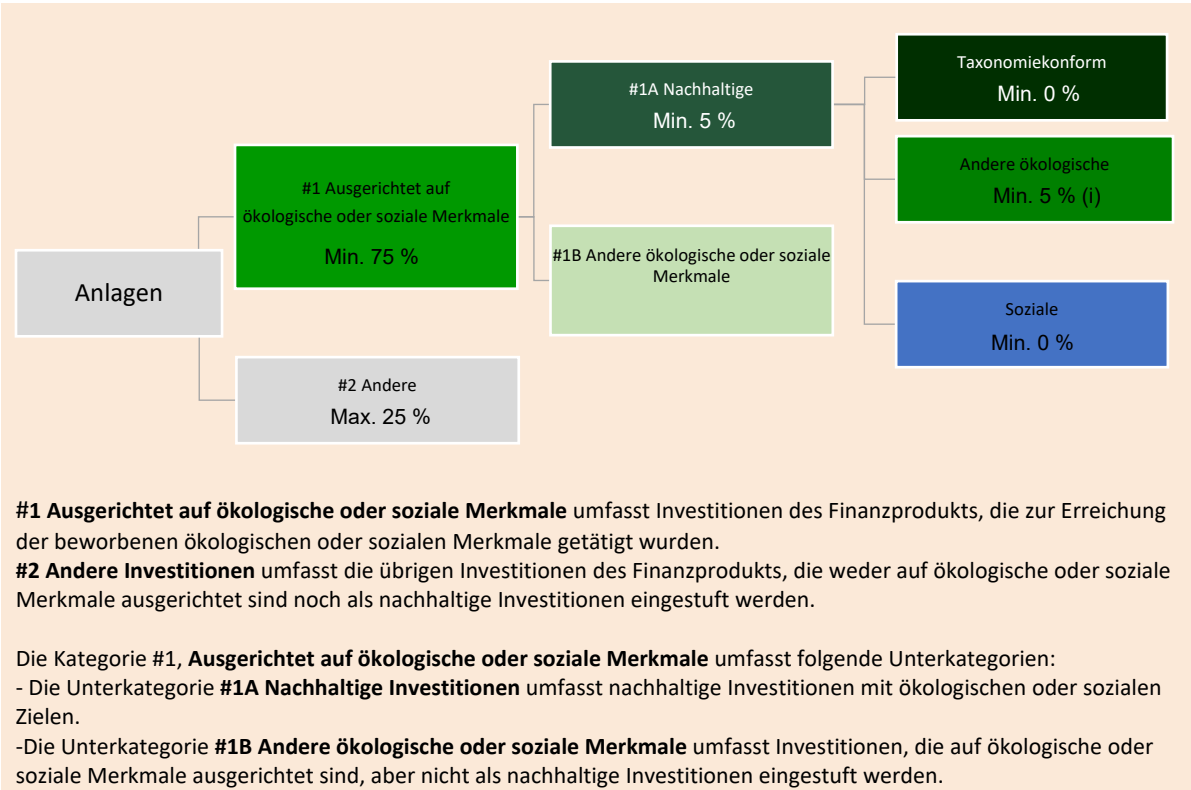 Anlagen
#1 Ausgerichtet auf
ökologische oder soziale Merkmale
Min. 75 %
#2 Andere
Max. 25 %
#1A Nachhaltige
Min. 5 %
#1B Andere ökologische oder soziale
Merkmale
Taxonomiekonform
Min. 0 %
Andere ökologische
Min. 5 % (i)
Soziale
Min. 0 %
#1 Ausgerichtet auf ökologische oder soziale Merkmale umfasst Investitionen des Finanzprodukts, die zur Erreichung
der beworbenen ökologischen oder sozialen Merkmale getätigt wurden.
#2 Andere Investitionen umfasst die übrigen Investitionen des Finanzprodukts, die weder auf ökologische oder soziale
Merkmale ausgerichtet sind noch als nachhaltige Investitionen eingestuft werden.
Die Kategorie #1, Ausgerichtet auf ökologische oder soziale Merkmale umfasst folgende Unterkategorien:
- Die Unterkategorie #1A Nachhaltige Investitionen umfasst nachhaltige Investitionen mit ökologischen oder sozialen
Zielen.
-Die Unterkategorie #1B Andere ökologische oder soziale Merkmale umfasst Investitionen, die auf ökologische oder
soziale Merkmale ausgerichtet sind, aber nicht als nachhaltige Investitionen eingestuft werden.